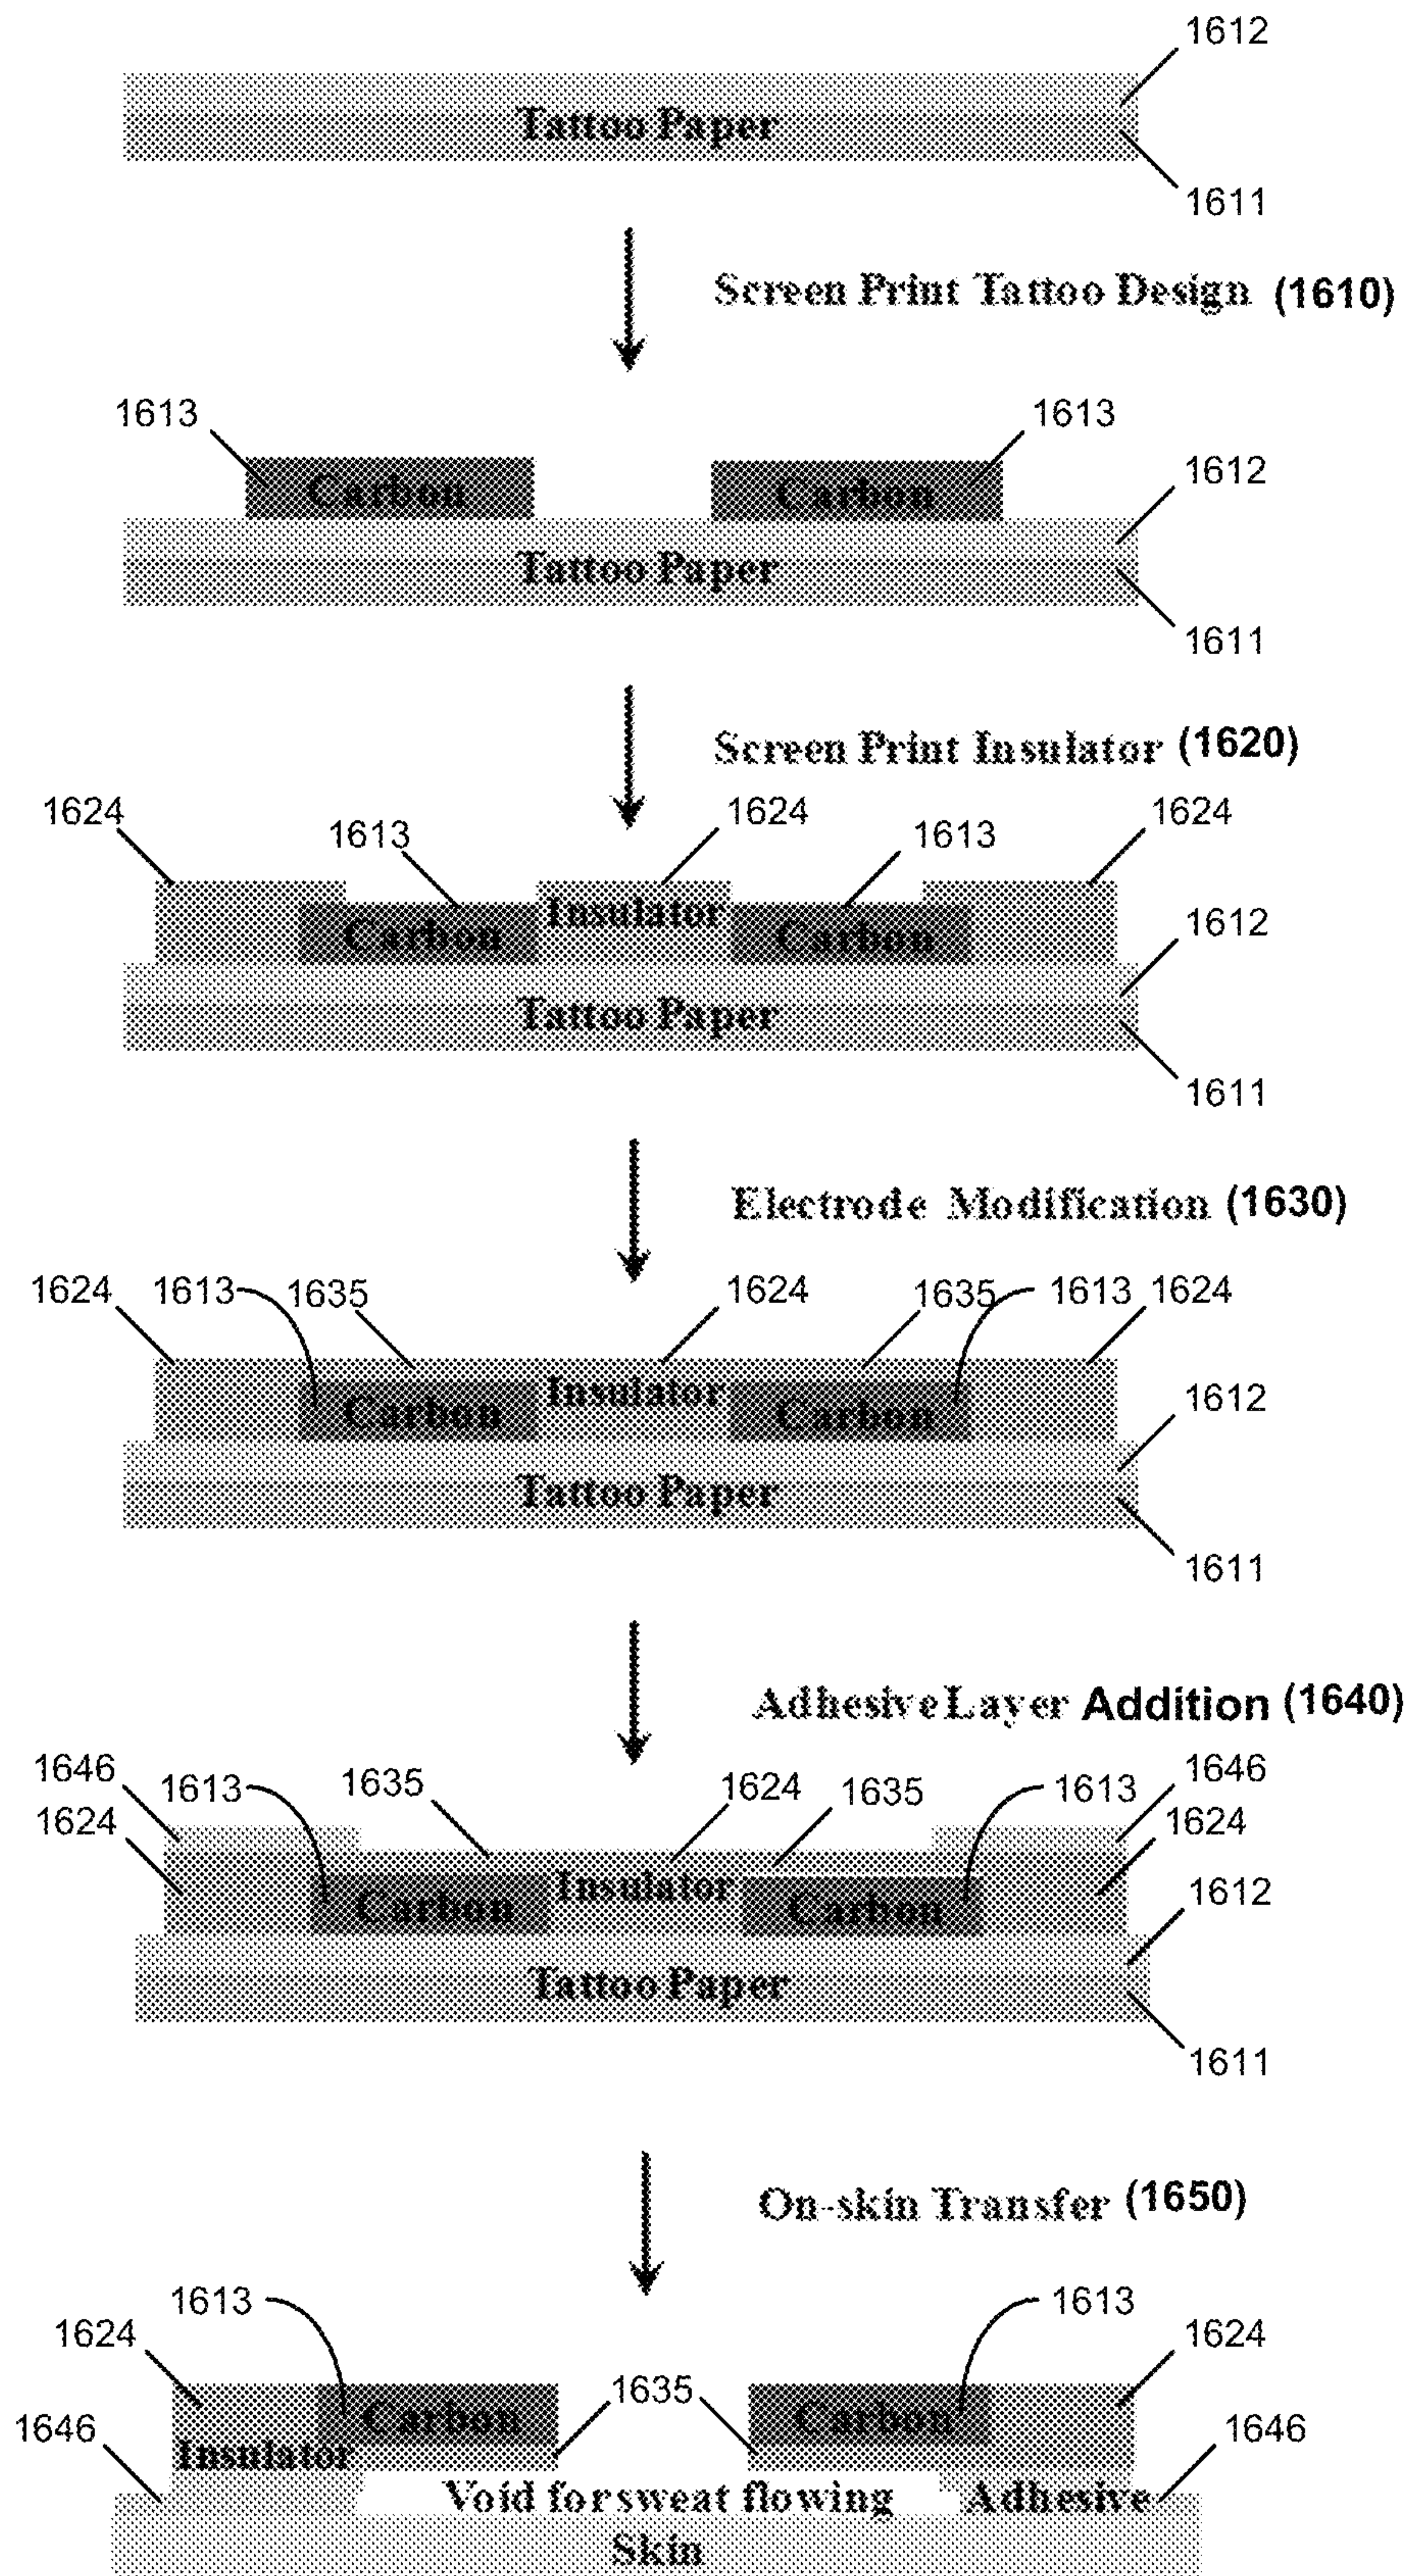 1612
Tattoo Paper
1611
Screen Print Tattoo Design (1610)
1613 1613
Carbon Carbon 1612
Tattoo Paper
1611
Screen Print Insulator (1620)
1624 1613 1624 1613 1624
Carbon Insulator Carbon 1612
Tattoo Paper
1611
Electrode Modification (1630)
1624 1613 1635 1624 1635 1613 1624
Carbon Insulator Carbon 1612
Tattoo Paper
1611
Adhesive Layer Addition (1640)
1646 1613 1635 1624 1635 1613 1646
1624 1624
Carbon Insulator Carbon 1612
Tattoo Paper
1611
On-skin Transfer (1650)
1613 1613
1624 1624
1635
Carbon Carbon
1646 1646
Insulator
Void for sweat flowing Adhesive
Skin